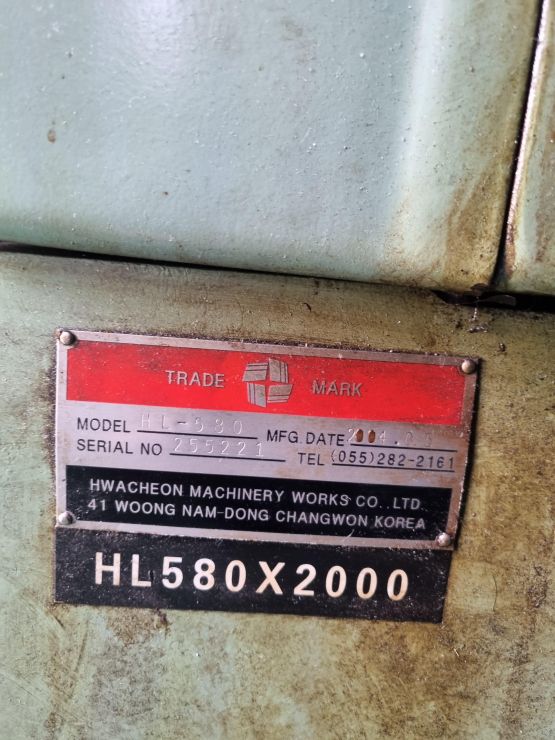 TRADE MARK
MODEL HL-580
SERIAL NO 255221
MFG. DATE 2004.
TEL (055)282-2161
HWACHEON MACHINERY WORKS CO., LTD
41 WOONG NAM-DONG CHANGWON KOREA
HL580X2000